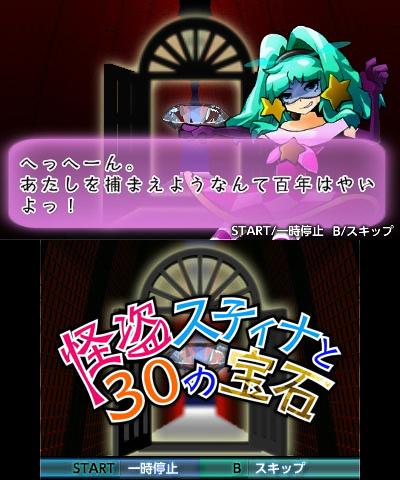 へっへーん。
あたしを捕まえようなんて百年はやい
よっ！
START/一時停止 B/スキップ
怪盗スティナと
30の宝石
START 一時停止 B スキップ